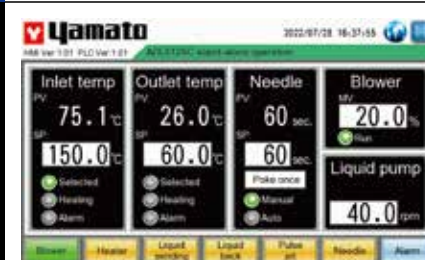 Yamato
2022/07/28 16:37:55
HMI Ver 1.01 PLC Ver 1.01
stand-alone operation
Inlet temp
PV
75.1 ℃
SP
150.0 ℃
Selected
Heating
Alarm
Outlet temp
PV
26.0 ℃
SP
60.0 ℃
Selected
Heating
Alarm
Needle
PV
60 sec.
SP
60 sec.
Poke once
Manual
Auto
Blower
MV
20.0 %
Run
Liquid pump
40.0 rpm
Blower
Heater
Liquid
sending
Liquid
back
Pulse
jet
Needle
Alarm